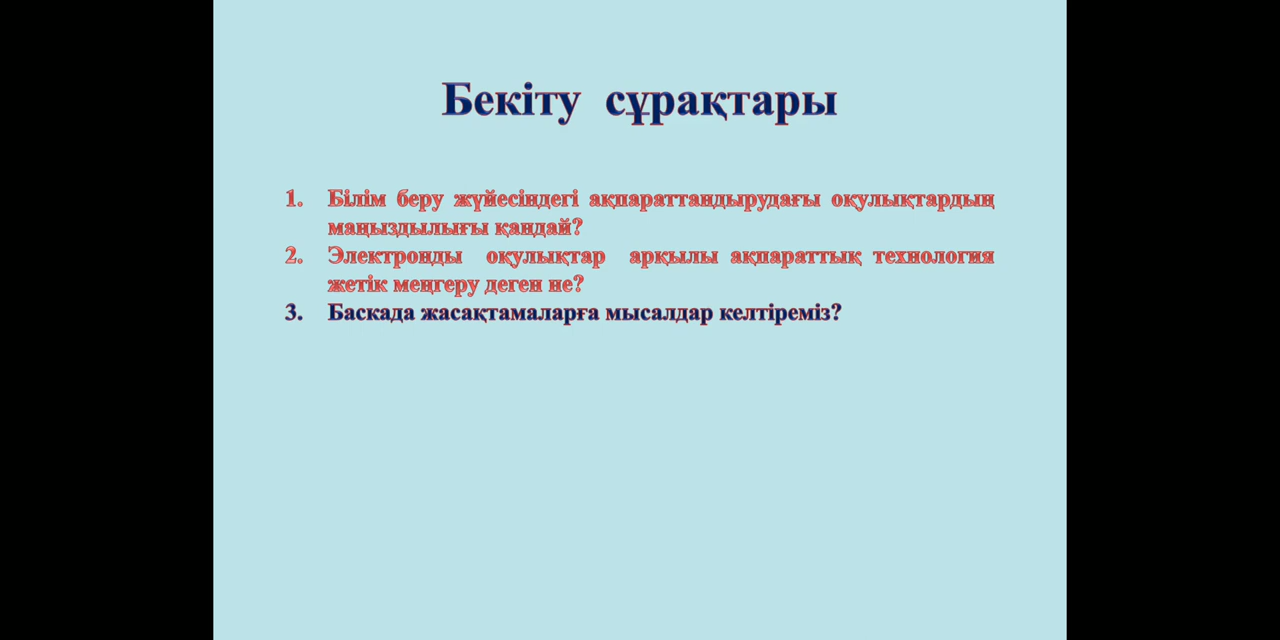 Бекіту сұрақтары
1. Білім беру жүйесіндегі ақпараттандырудағы оқулықтардың
маңыздылығы қандай?
2. Электронды оқулықтар арқылы ақпараттық технология
жетік меңгеру деген не?
3. Баскада жасақтамаларға мысалдар келтіреміз?